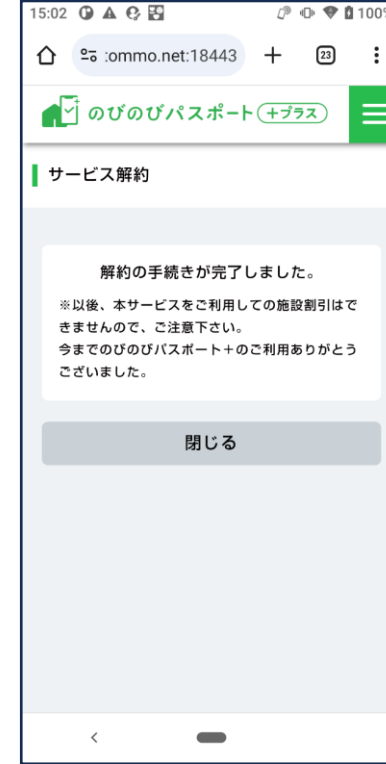 15:02
:ommo.net:18443
23
のびのびパスポート+プラス
サービス解約
解約の手続きが完了しました。
※以後、本サービスをご利用しての施設割引はで
きませんので、ご注意下さい。
今までのびのびパスポート+のご利用ありがとう
ございました。
閉じる